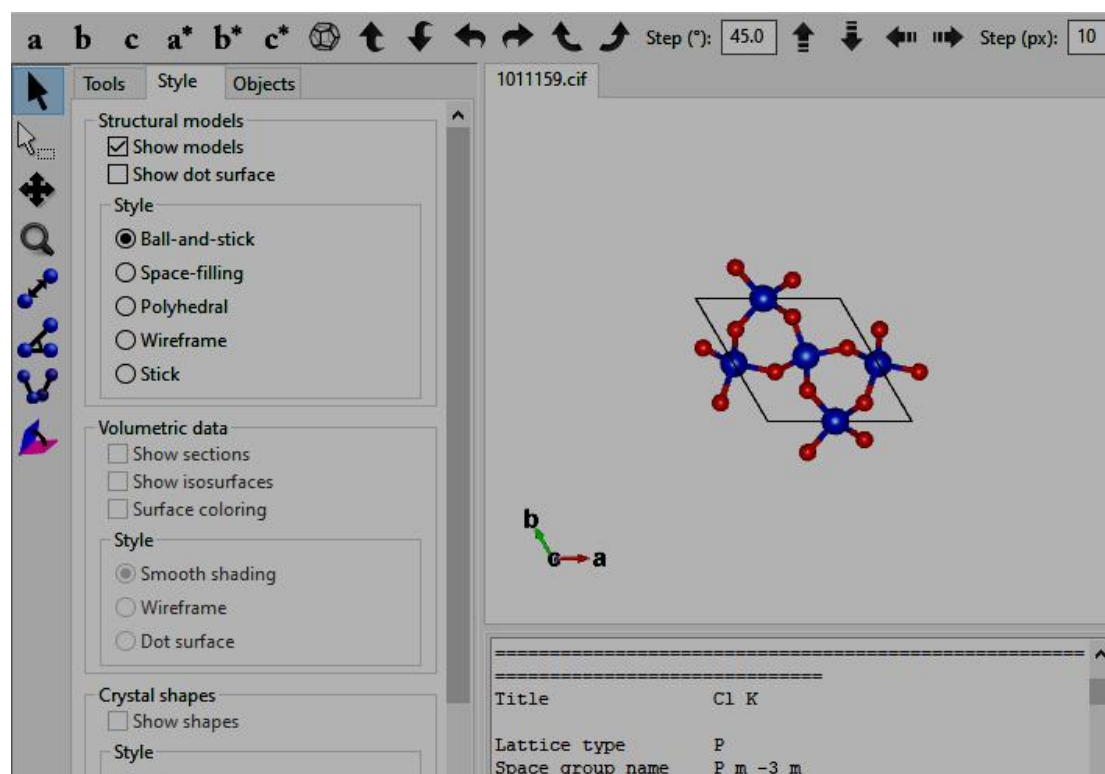 a b c a* b* c* Step (°): 45.0 Step (px): 10
Tools Style Objects
1011159.cif
Structural models
Show models
Show dot surface
Style
Ball-and-stick
Space-filling
Polyhedral
Wireframe
Stick
Volumetric data
Show sections
Show isosurfaces
Surface coloring
Style
Smooth shading
Wireframe
Dot surface
Crystal shapes
Show shapes
Style
b
c a
Title Cl K
Lattice type P
Space group name P m -3 m